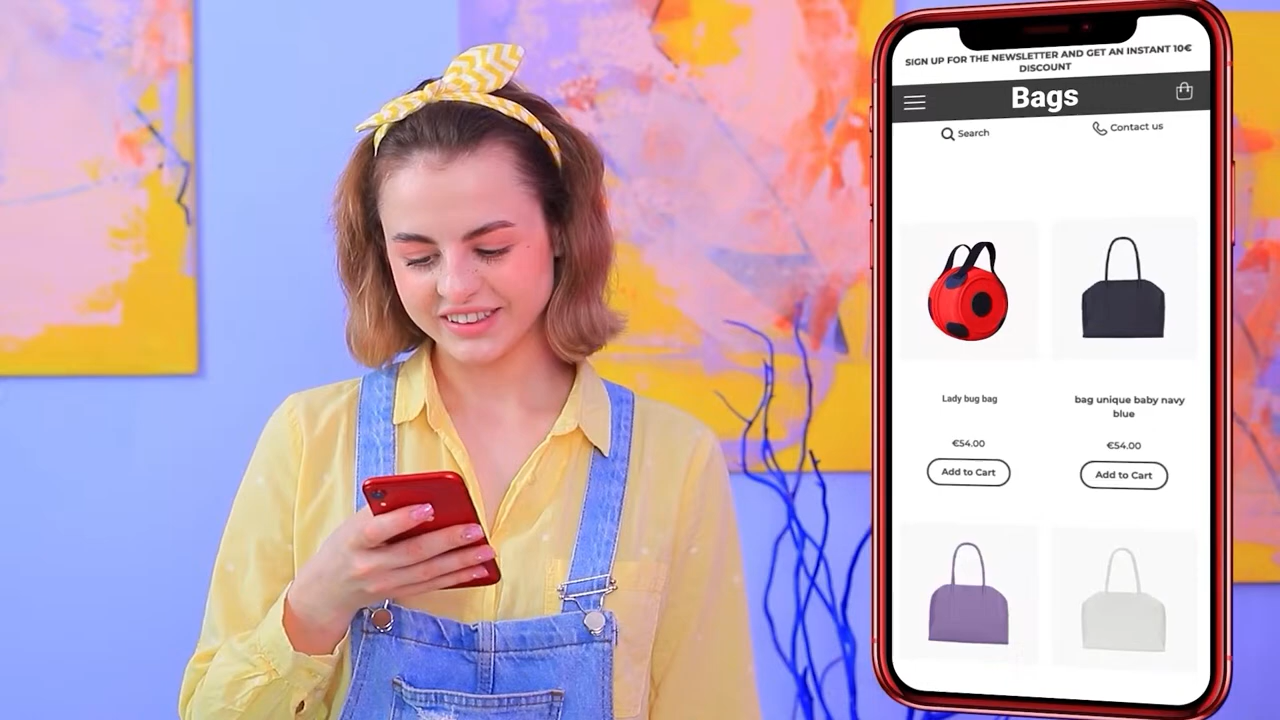 SIGN UP FOR THE NEWSLETTER AND GET AN INSTANT 10€
DISCOUNT
Bags
Search
Contact us
Lady bug bag
bag unique baby navy
blue
€54.00
€54.00
Add to Cart
Add to Cart